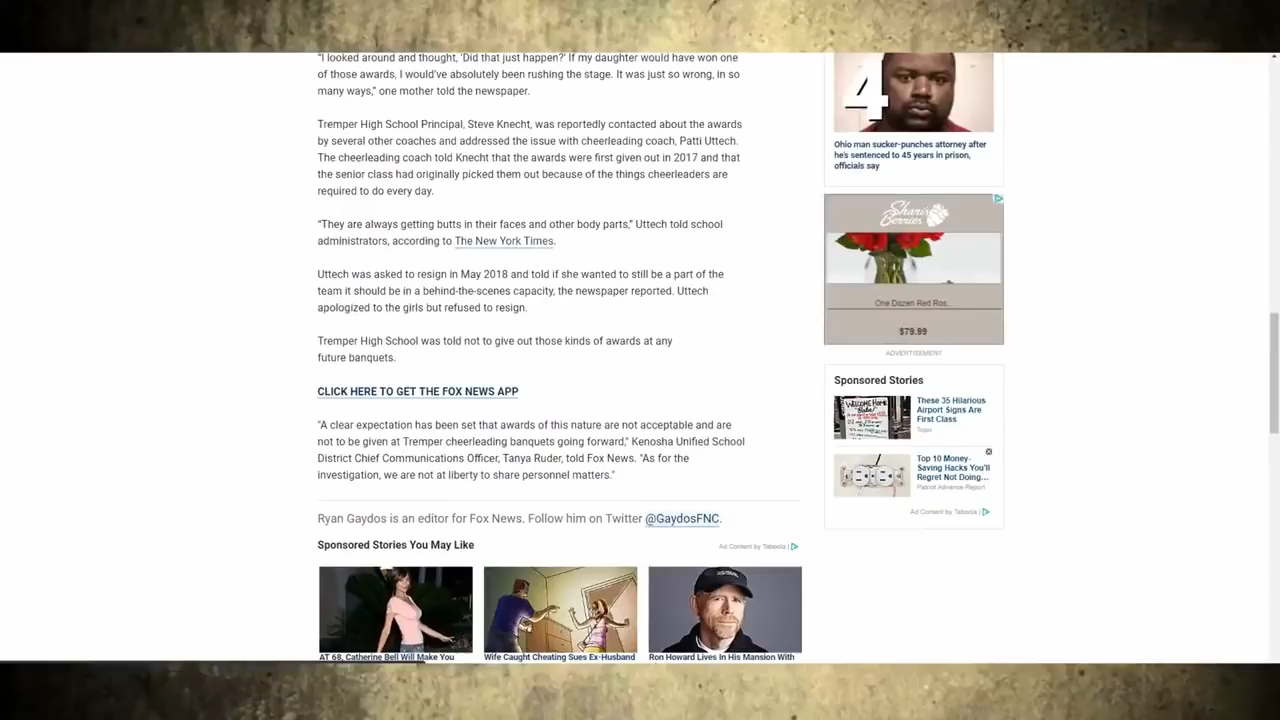 "I looked around and thought, 'Did that just happen?' If my daughter would have won one
of those awards, I would've absolutely been rushing the stage. It was just so wrong, in so
many ways," one mother told the newspaper.
Tremper High School Principal, Steve Knecht, was reportedly contacted about the awards
by several other coaches and addressed the issue with cheerleading coach, Patti Uttech.
The cheerleading coach told Knecht that the awards were first given out in 2017 and that
the senior class had originally picked them out because of the things cheerleaders are
required to do every day.
"They are always getting butts in their faces and other body parts," Uttech told school
administrators, according to The New York Times.
Uttech was asked to resign in May 2018 and told if she wanted to still be a part of the
team it should be in a behind-the-scenes capacity, the newspaper reported. Uttech
apologized to the girls but refused to resign.
Tremper High School was told not to give out those kinds of awards at any
future banquets.
CLICK HERE TO GET THE FOX NEWS APP
"A clear expectation has been set that awards of this nature are not acceptable and are
not to be given at Tremper cheerleading banquets going forward," Kenosha Unified School
District Chief Communications Officer, Tanya Ruder, told Fox News. "As for the
investigation, we are not at liberty to share personnel matters."
Ryan Gaydos is an editor for Fox News. Follow him on Twitter @GaydosFNC.
Sponsored Stories You May Like
Ad Content by Taboola |
AT 68, Catherine Bell Will Make You
Wife Caught Cheating Sues Ex-Husband
Ron Howard Lives In His Mansion With
4
Ohio man sucker-punches attorney after
he's sentenced to 45 years in prison,
officials say
Shari's
Berries
One Dozen Red Ros...
$79.99
ADVERTISEMENT
Sponsored Stories
WELCOME HOME
These 35 Hilarious
Airport Signs Are
First Class
Top 10 Money-
Saving Hacks You'll
Regret Not Doing...
Patriot Advance Report
Ad Content by Taboola |